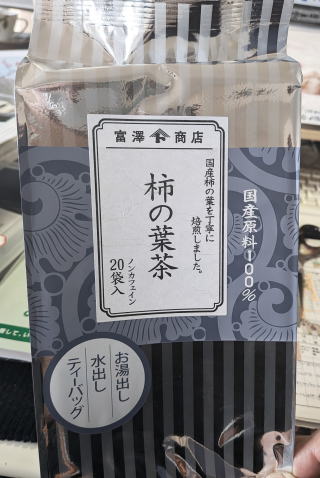 富澤商店
国産柿の葉を丁寧に
焙煎しました。
柿の葉茶
ノンカフェイン
20袋入
国産原料100%
お湯出し
水出し
ティーバッグ